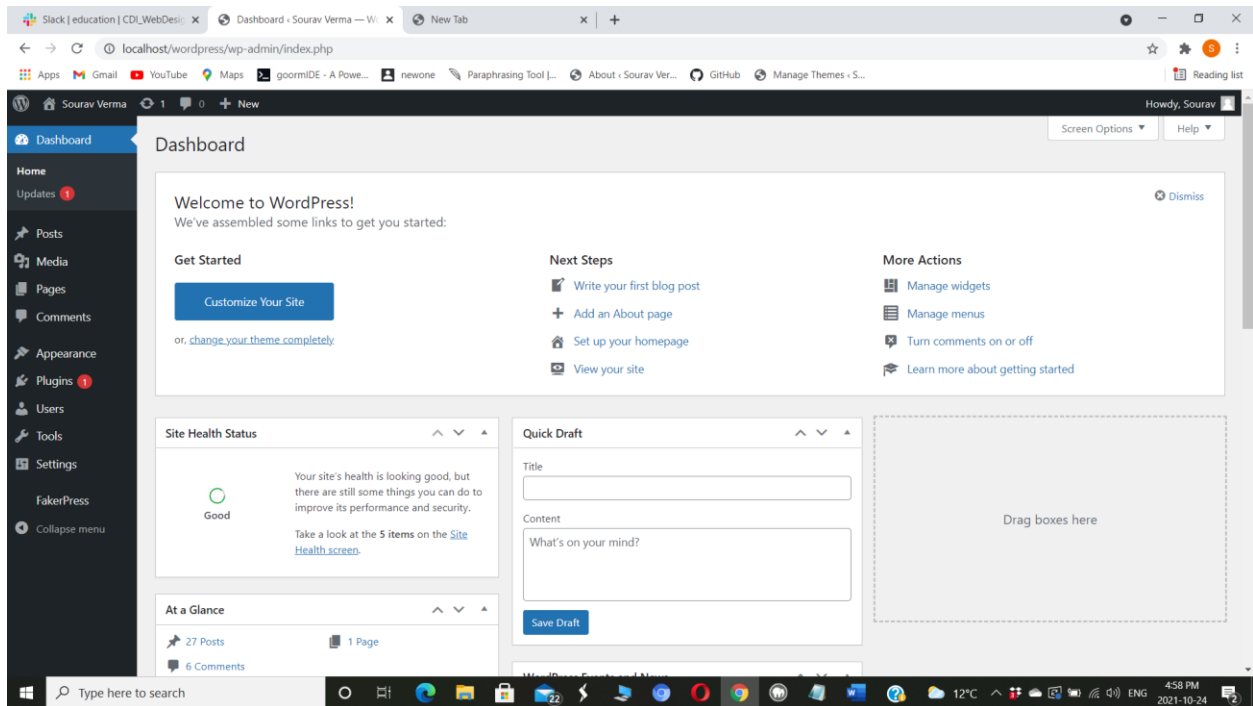 Slack | education | CDI_WebDesig
Dashboard ‹ Sourav Verma — W
New Tab
localhost/wordpress/wp-admin/index.php
Apps Gmail YouTube Maps goormIDE - A Powe... newone Paraphrasing Tool |... About ‹ Sourav Ver... GitHub Manage Themes ‹ S... Reading list
Sourav Verma 1 0 + New Howdy, Sourav
Screen Options Help
Dashboard
Home
Updates 1
Posts
Media
Pages
Comments
Appearance
Plugins 1
Users
Tools
Settings
FakerPress
Collapse menu
Dashboard
Welcome to WordPress!
Dismiss
We've assembled some links to get you started:
Get Started
Customize Your Site
or, change your theme completely
Next Steps
Write your first blog post
Add an About page
Set up your homepage
View your site
More Actions
Manage widgets
Manage menus
Turn comments on or off
Learn more about getting started
Site Health Status
Good
Your site's health is looking good, but
there are still some things you can do to
improve its performance and security.
Take a look at the 5 items on the Site
Health screen.
At a Glance
27 Posts
1 Page
6 Comments
Quick Draft
Title
Content
What's on your mind?
Save Draft
WordPress Events and News
Drag boxes here
Type here to search
22
12°C
ENG
4:58 PM
2021-10-24
2